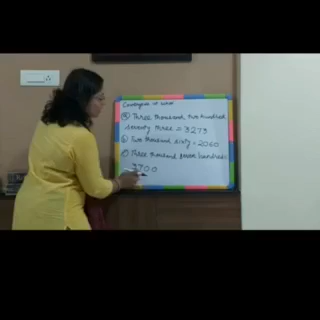 (a) Three thousand two hundred
seventy three = 3273
(b) Two thousand sixty = 2060
(c) Three thousand seven hundred
= 3700